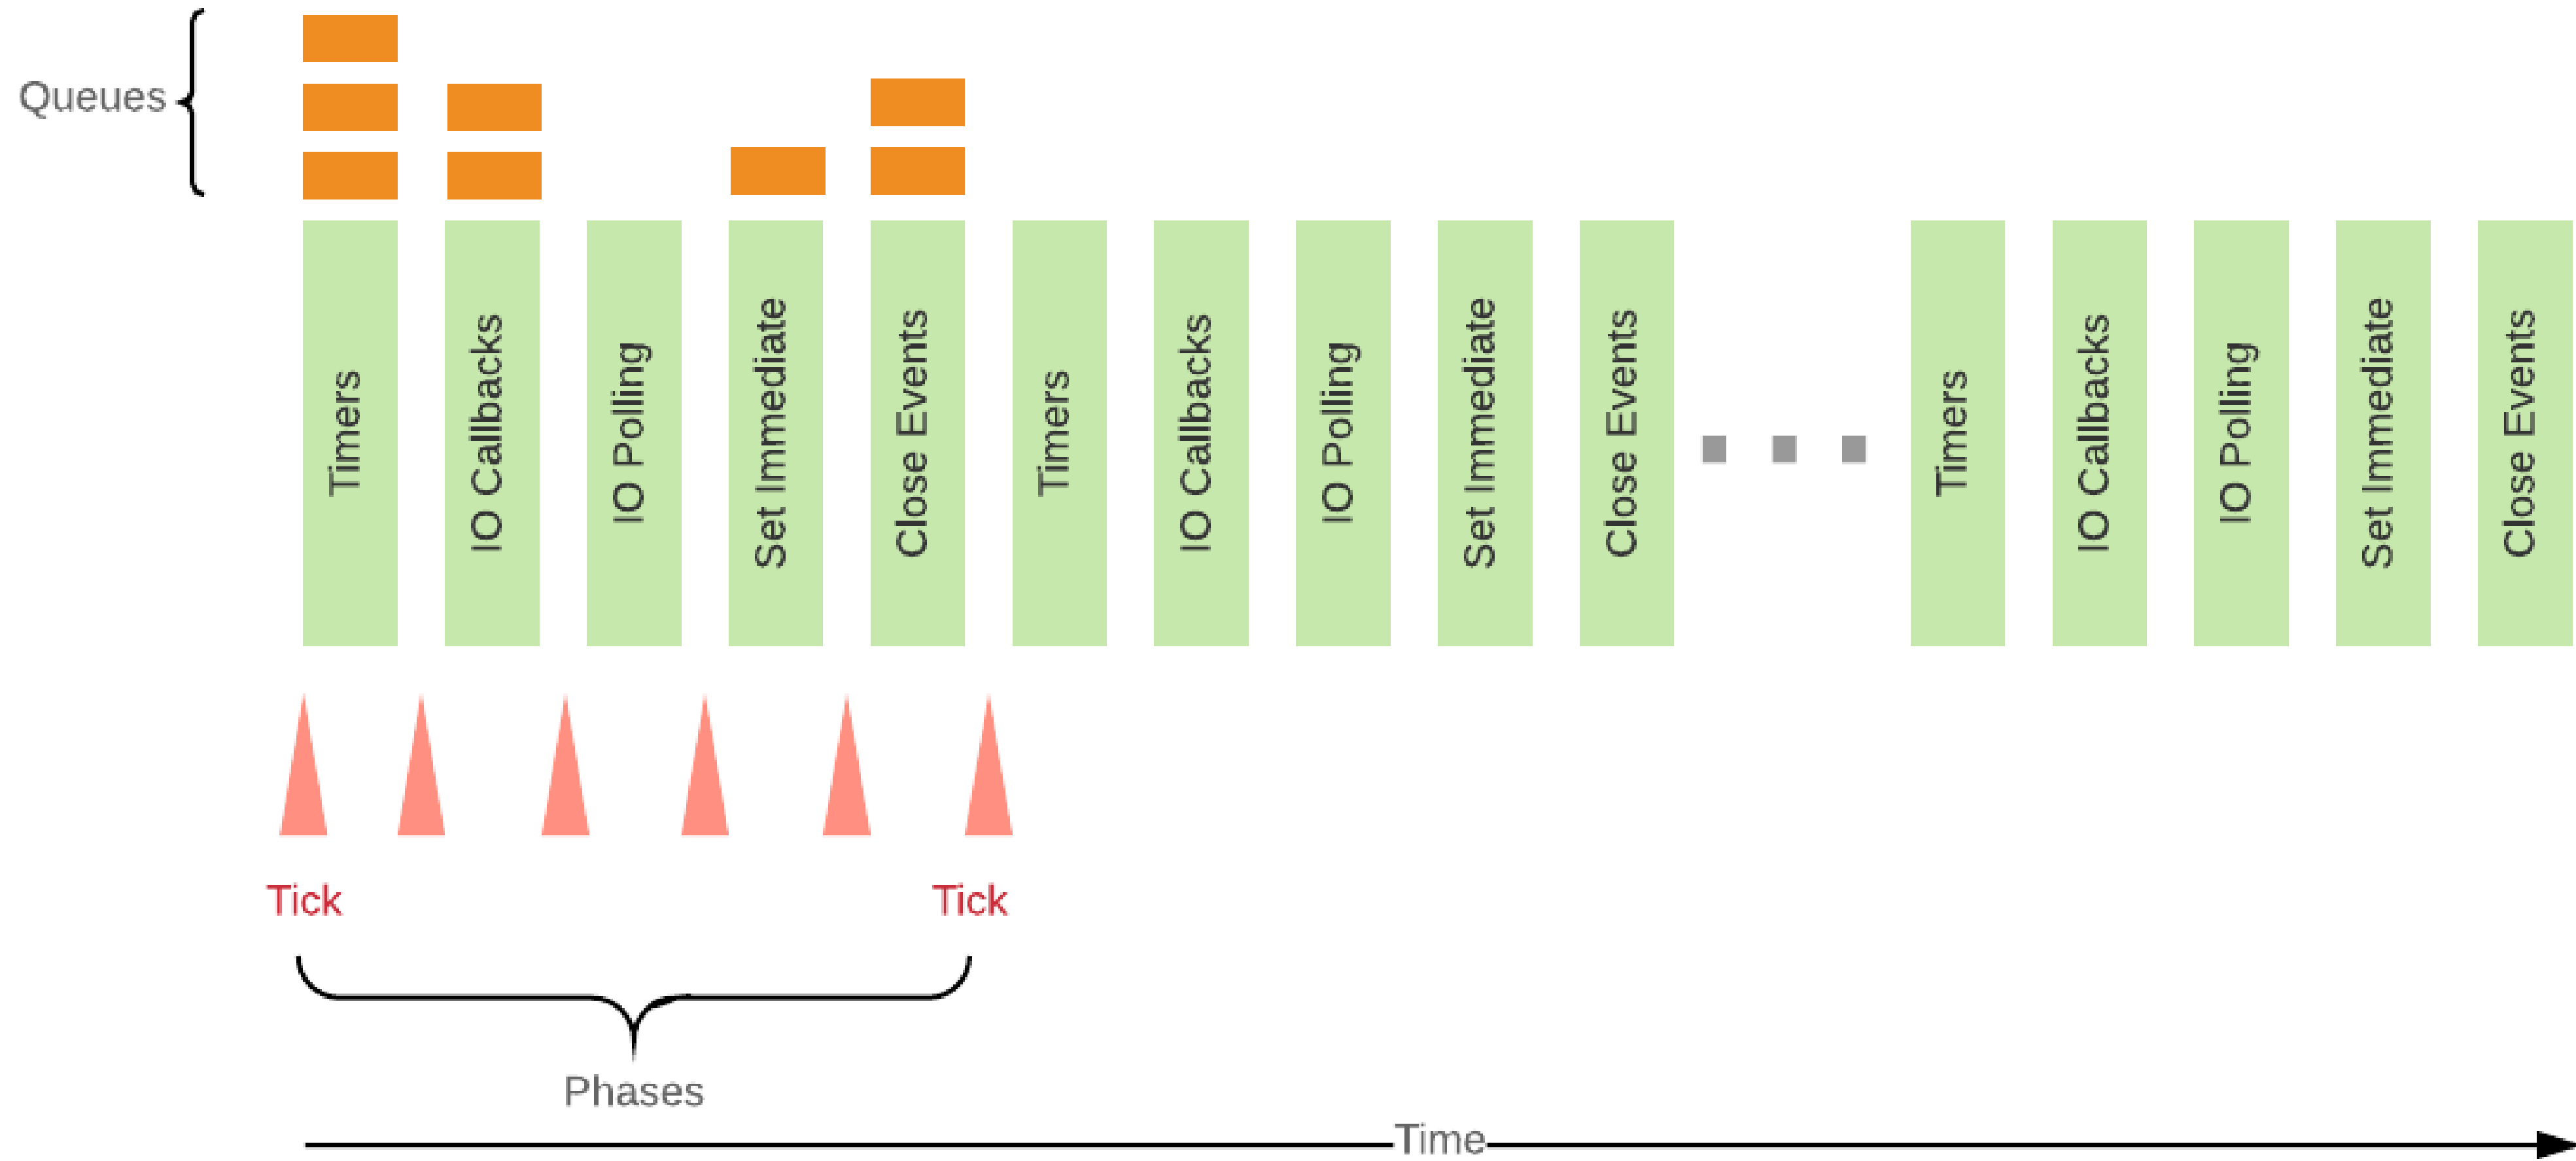 Queues
Timers
IO Callbacks
IO Polling
Set Immediate
Close Events
Timers
IO Callbacks
IO Polling
Set Immediate
Close Events
Timers
IO Callbacks
IO Polling
Set Immediate
Close Events
Tick
Tick
Phases
Time